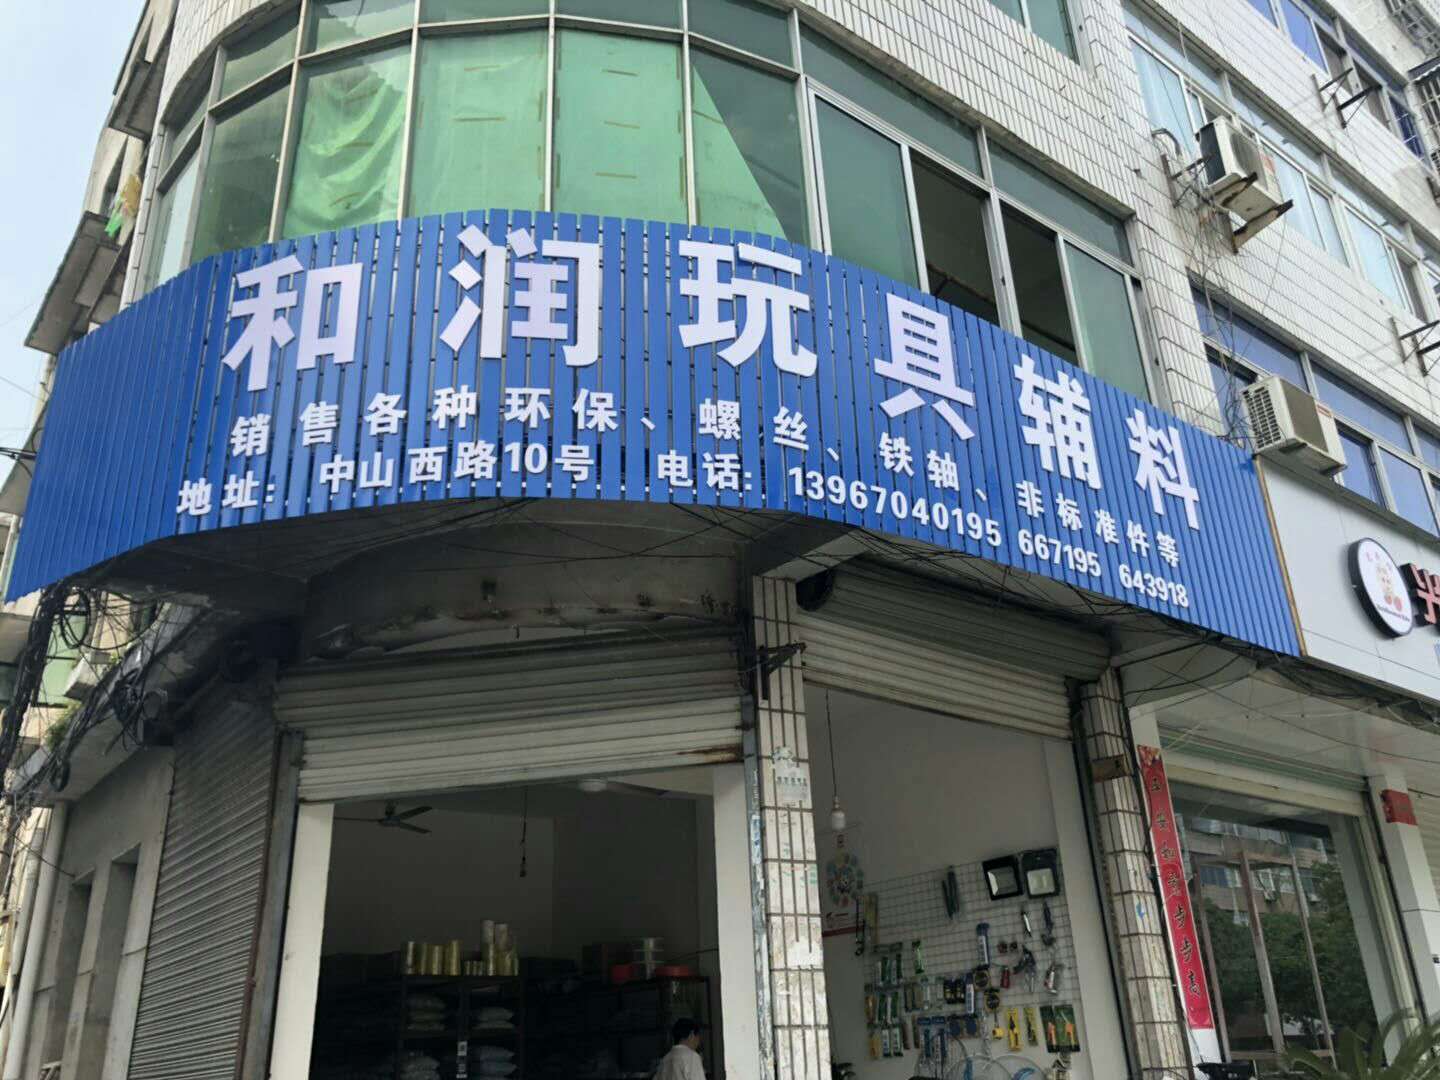 和润玩具辅料
销售各种环保、螺丝、铁轴、非标准件等
地址: 中山西路10号 电话: 13967040195 667195 643918